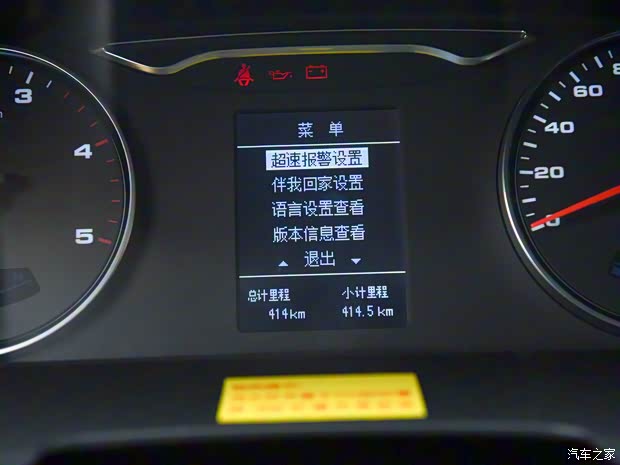 3
4
5
菜 单
超速报警设置
伴我回家设置
语言设置查看
版本信息查看
退出
总计里程 小计里程
414km 414.5 km
60
40
20
汽车之家